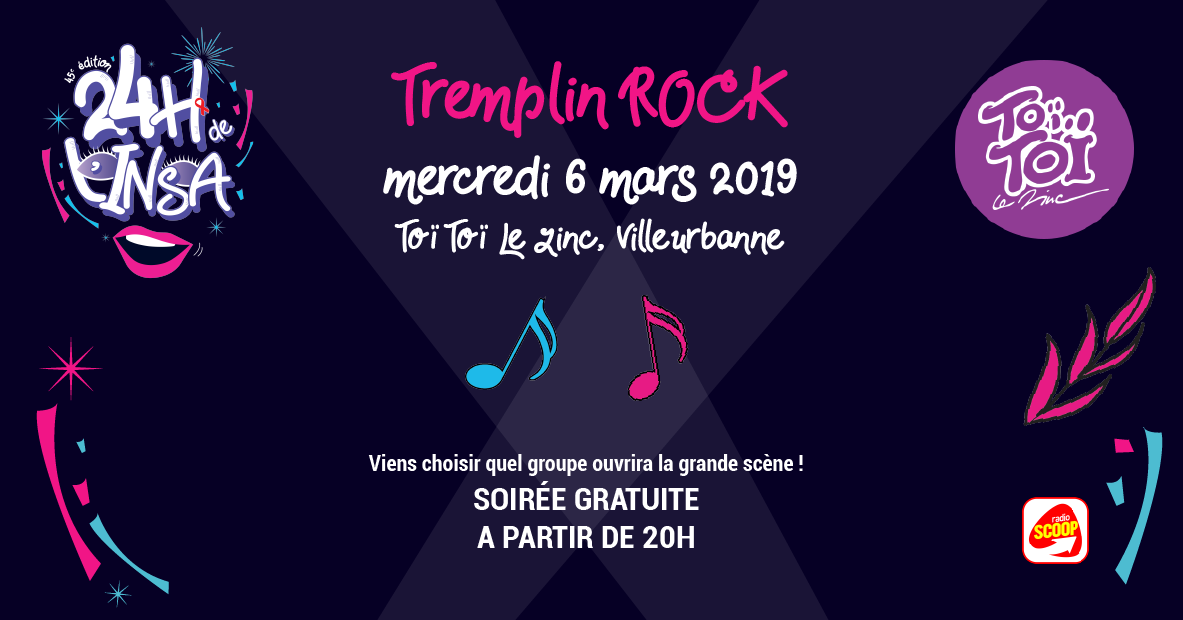 45e édition
24H
de
L'INSA
Tremplin ROCK
mercredi 6 mars 2019
Toï Toï Le Zinc, Villeurbanne
TOÏ...
TOÏ
Le Zinc
Viens choisir quel groupe ouvrira la grande scène !
SOIRÉE GRATUITE
A PARTIR DE 20H
radio
SCOOP